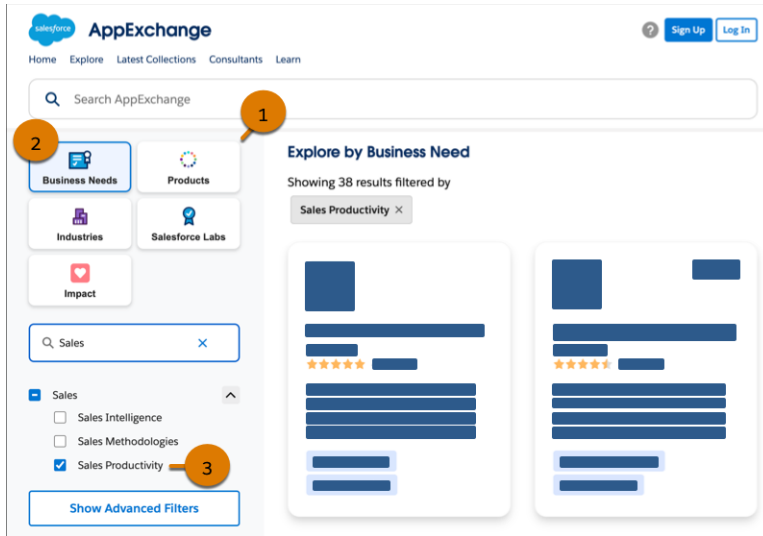 salesforce AppExchange
? Sign Up Log In
Home Explore Latest Collections Consultants Learn
Search AppExchange
1
2
Business Needs
Products
Industries
Salesforce Labs
Impact
Sales ×
Sales
Sales Intelligence
Sales Methodologies
Sales Productivity 3
Show Advanced Filters
Explore by Business Need
Showing 38 results filtered by
Sales Productivity ×